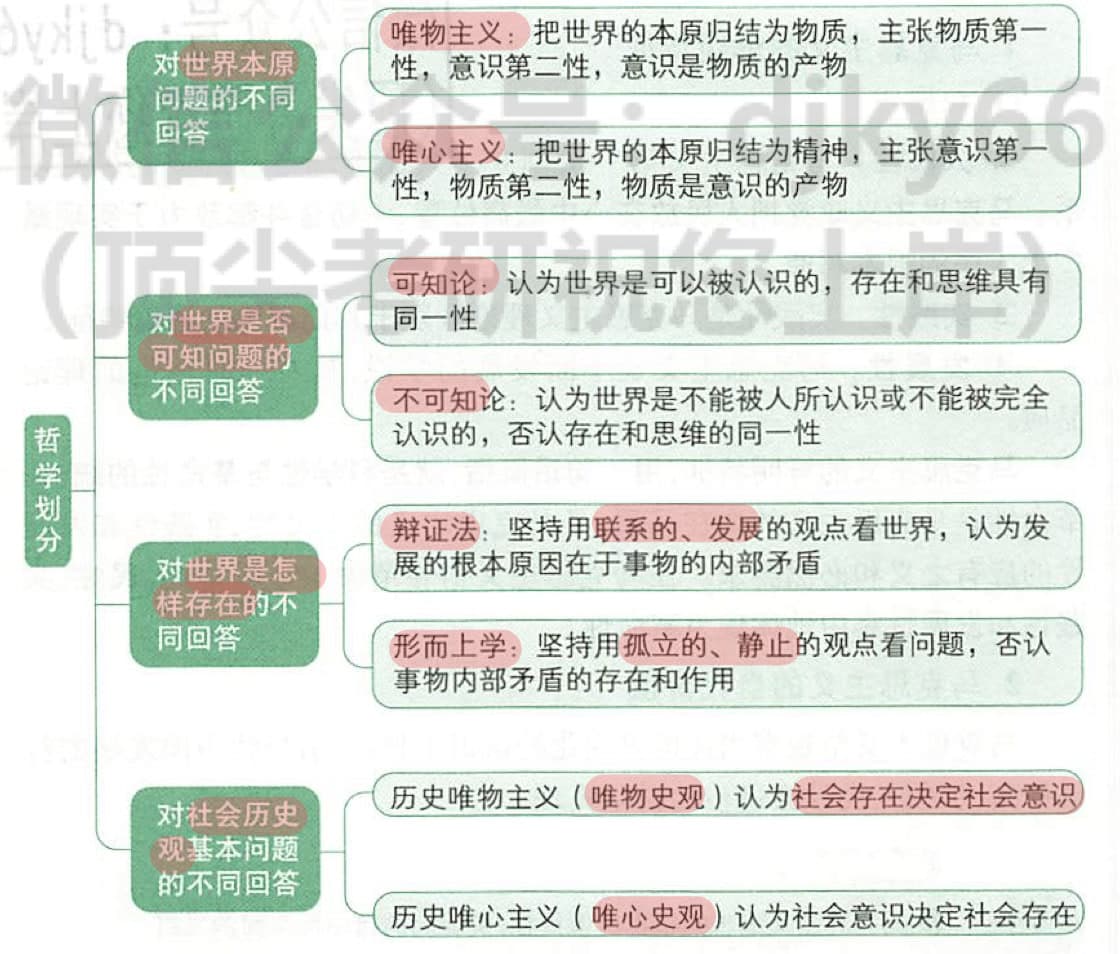 微信公众号：djky66
（顶尖考研祝您上岸）
哲学划分
对世界本原
问题的不同
回答
唯物主义：把世界的本原归结为物质，主张物质第一
性，意识第二性，意识是物质的产物
唯心主义：把世界的本原归结为精神，主张意识第一
性，物质第二性，物质是意识的产物
对世界是否
可知问题的
不同回答
可知论：认为世界是可以被认识的，存在和思维具有
同一性
不可知论：认为世界是不能被人所认识或不能被完全
认识的，否认存在和思维的同一性
对世界是怎
样存在的不
同回答
辩证法：坚持用联系的、发展的观点看世界，认为发
展的根本原因在于事物的内部矛盾
形而上学：坚持用孤立的、静止的观点看问题，否认
事物内部矛盾的存在和作用
对社会历史
观基本问题
的不同回答
历史唯物主义（唯物史观）认为社会存在决定社会意识
历史唯心主义（唯心史观）认为社会意识决定社会存在